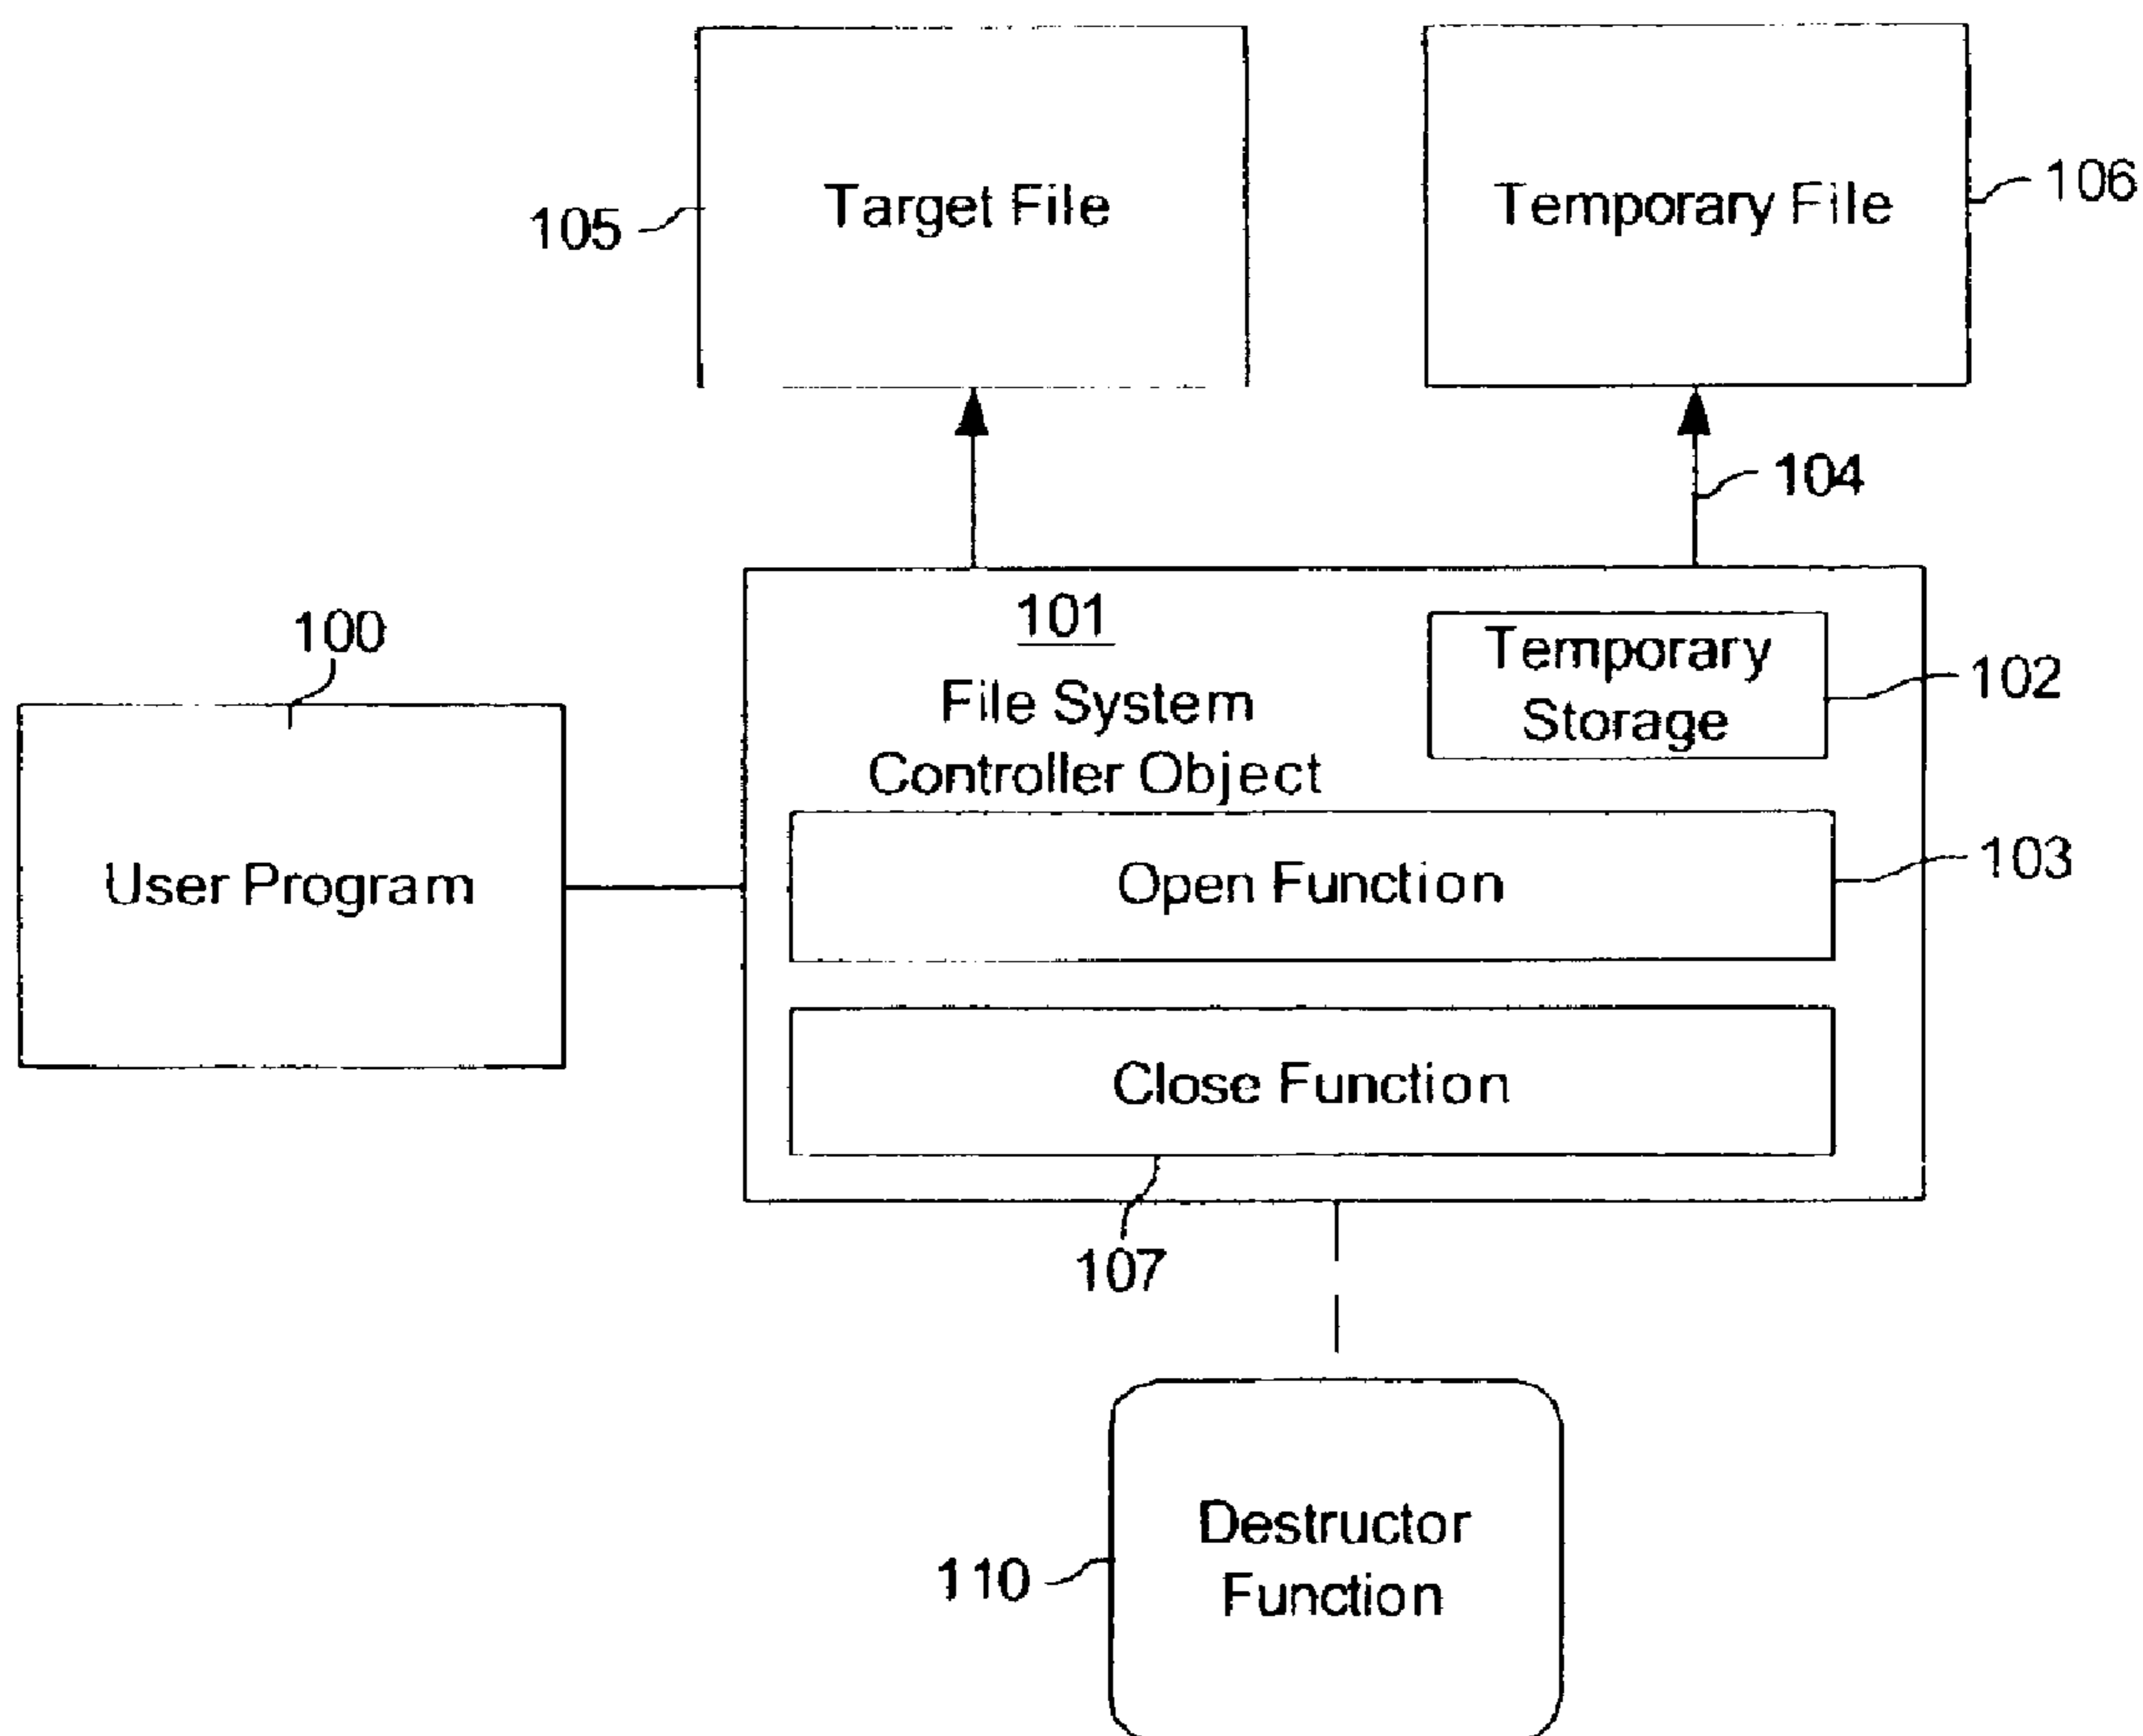 Target File
105
Temporary File
106
104
100
101
File System
Controller Object
Temporary
Storage
102
User Program
Open Function
103
Close Function
107
Destructor
Function
110